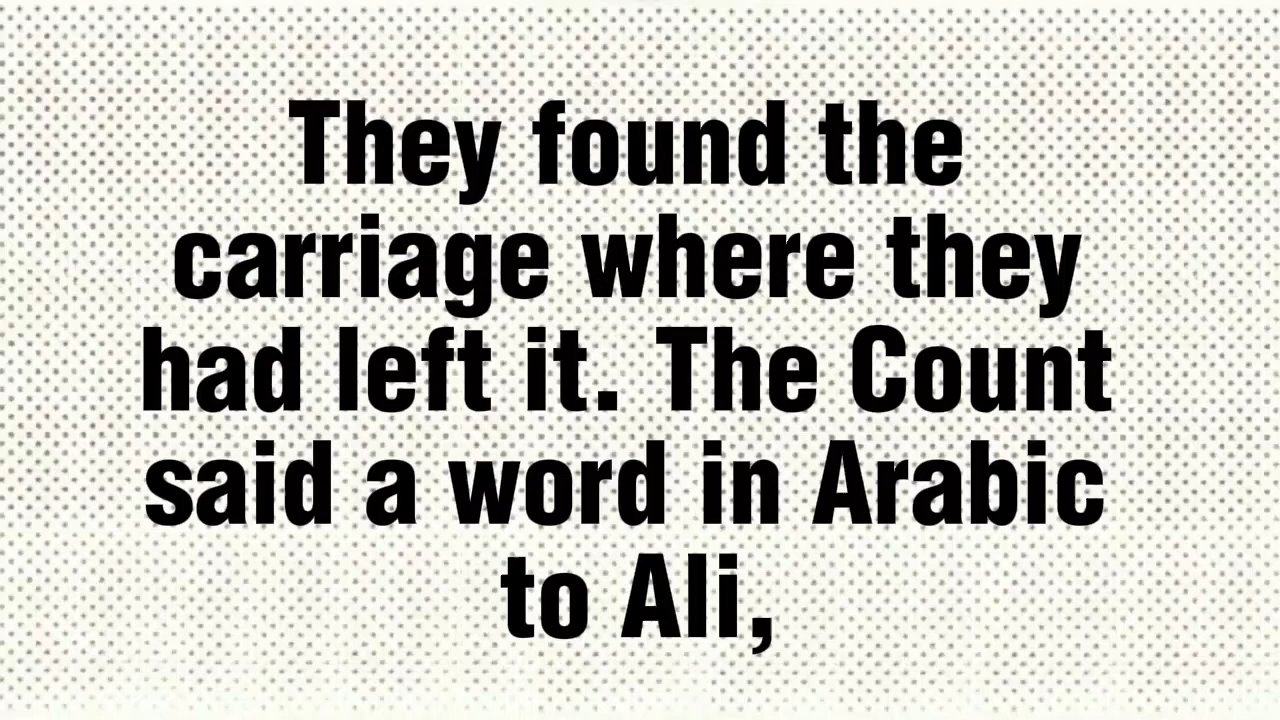 They found the
carriage where they
had left it. The Count
said a word in Arabic
to Ali,